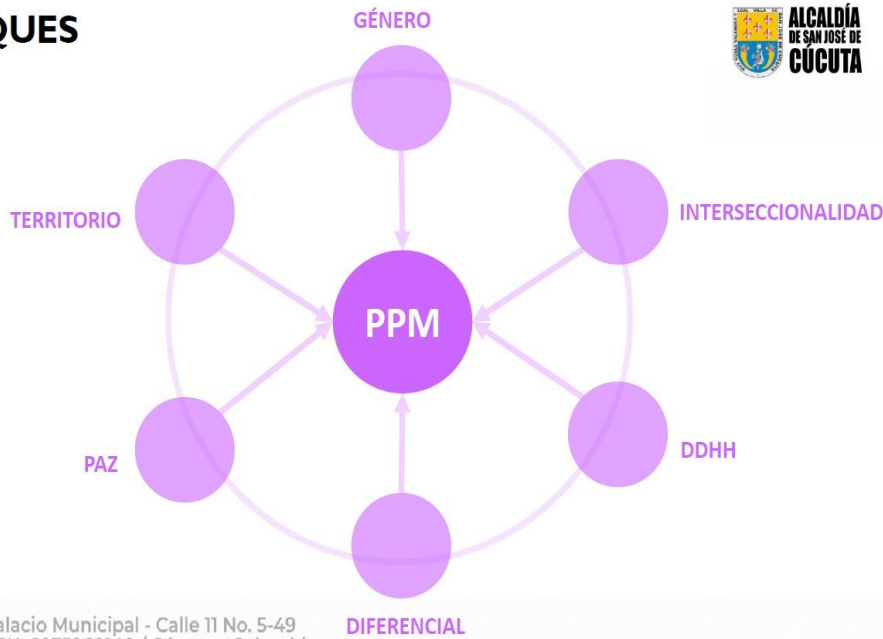 QUES
GÉNERO
ALCALDÍA
DE SAN JOSÉ DE
CÚCUTA
TERRITORIO
INTERSECCIONALIDAD
PPM
PAZ
DDHH
DIFERENCIAL
alacio Municipal - Calle 11 No. 5-49